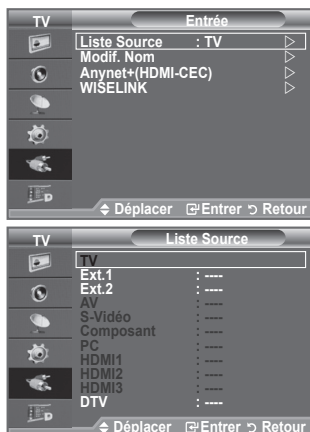 TV Entrée
Liste Source : TV
Modif. Nom
Anynet+(HDMI-CEC)
WISELINK
Déplacer Entrer Retour
TV Liste Source
TV
Ext.1 : ----
Ext.2 : ----
AV : ----
S-Vidéo : ----
Composant : ----
PC : ----
HDMI1 : ----
HDMI2 : ----
HDMI3 : ----
DTV : ----
Déplacer Entrer Retour